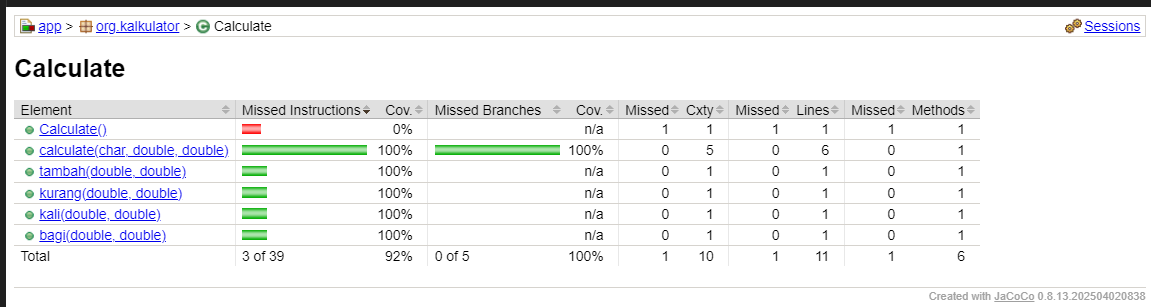 app > org.kalkulator > Calculate Sessions
Calculate
Element Missed Instructions Cov. Missed Branches Cov. Missed Cxty Missed Lines Missed Methods
Calculate() 0% n/a 1 1 1 1 1 1
calculate(char, double, double) 100% 100% 0 5 0 6 0 1
tambah(double, double) 100% n/a 0 1 0 1 0 1
kurang(double, double) 100% n/a 0 1 0 1 0 1
kali(double, double) 100% n/a 0 1 0 1 0 1
bagi(double, double) 100% n/a 0 1 0 1 0 1
Total 3 of 39 92% 0 of 5 100% 1 10 1 11 1 6
Created with JaCoCo 0.8.13.202504020838